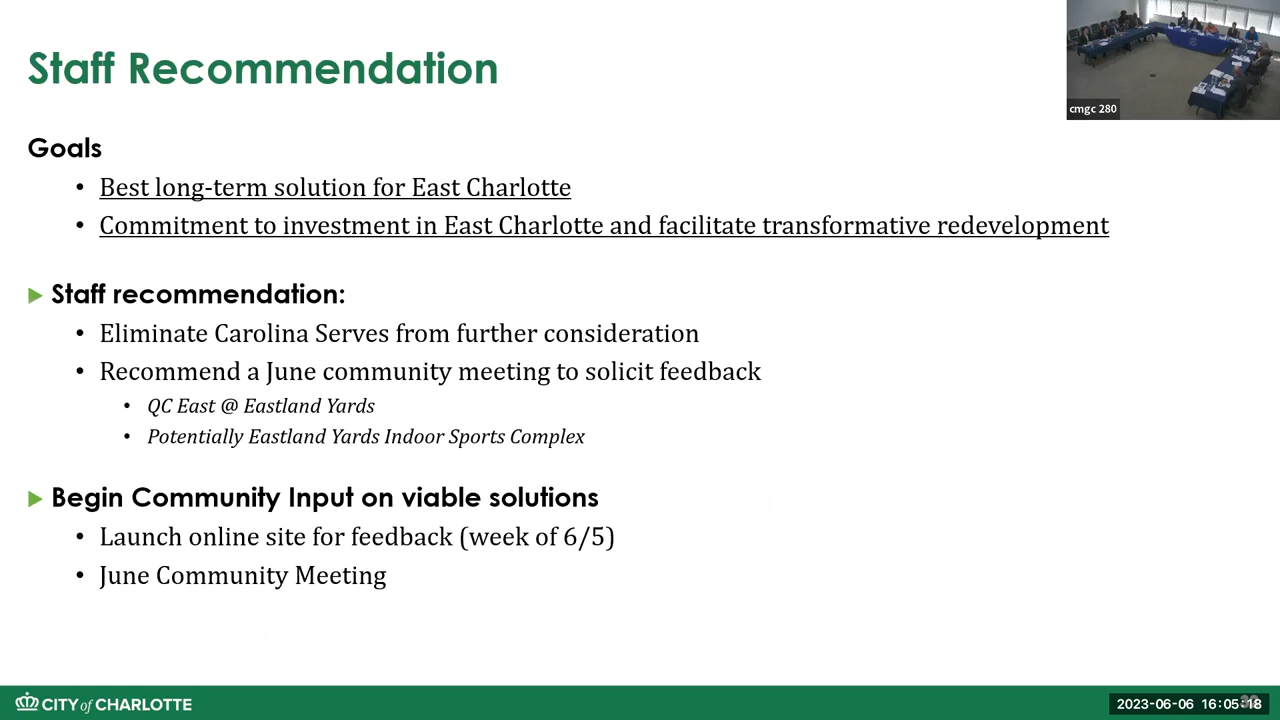 Staff Recommendation
cmgc 280
Goals
• Best long-term solution for East Charlotte
• Commitment to investment in East Charlotte and facilitate transformative redevelopment
Staff recommendation:
• Eliminate Carolina Serves from further consideration
• Recommend a June community meeting to solicit feedback
• QC East @ Eastland Yards
• Potentially Eastland Yards Indoor Sports Complex
Begin Community Input on viable solutions
• Launch online site for feedback (week of 6/5)
• June Community Meeting
CITY of CHARLOTTE
2023-06-06 16:05:18